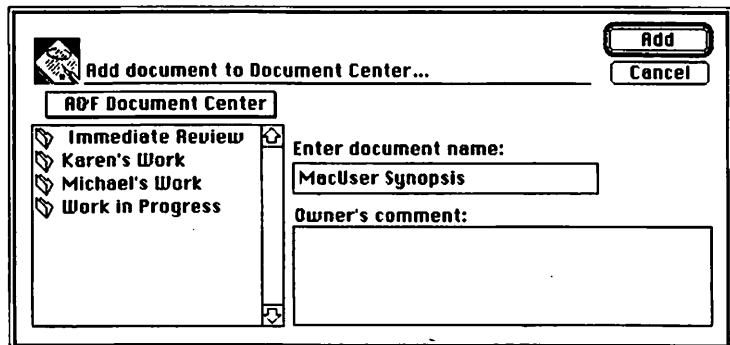 Add
Add document to Document Center...
Cancel
A&F Document Center
Immediate Review
Karen's Work
Michael's Work
Work in Progress
Enter document name:
MacUser Synopsis
Owner's comment: